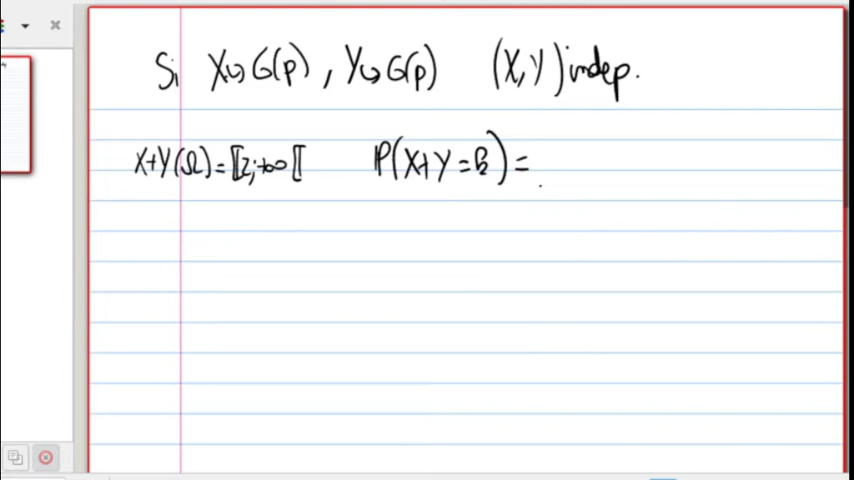 Si X↪G(p), Y↪G(p) (X,Y) indep.
X+Y(Ω)=⟦2;+∞⟦ P(X+Y=k)=